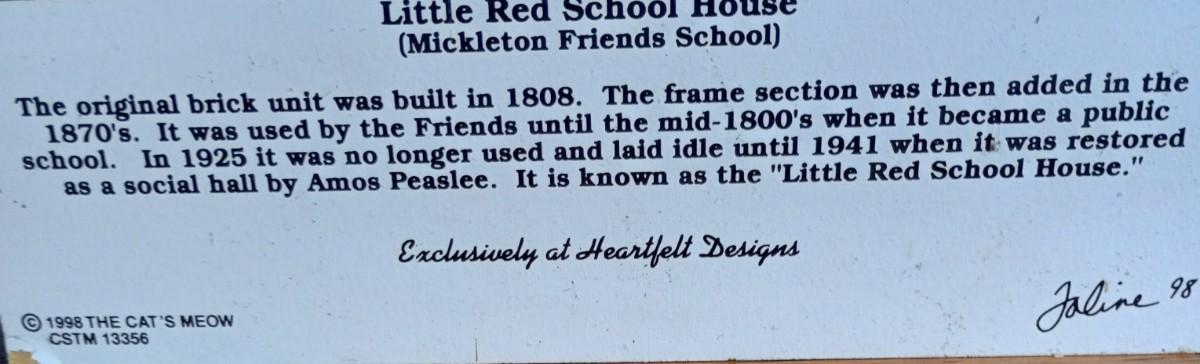 Little Red School House
(Mickleton Friends School)
The original brick unit was built in 1808. The frame section was then added in the
1870's. It was used by the Friends until the mid-1800's when it became a public
school. In 1925 it was no longer used and laid idle until 1941 when it was restored
as a social hall by Amos Peaslee. It is known as the "Little Red School House."
Exclusively at Heartfelt Designs
Faline 98
© 1998 THE CAT'S MEOW
CSTM 13356